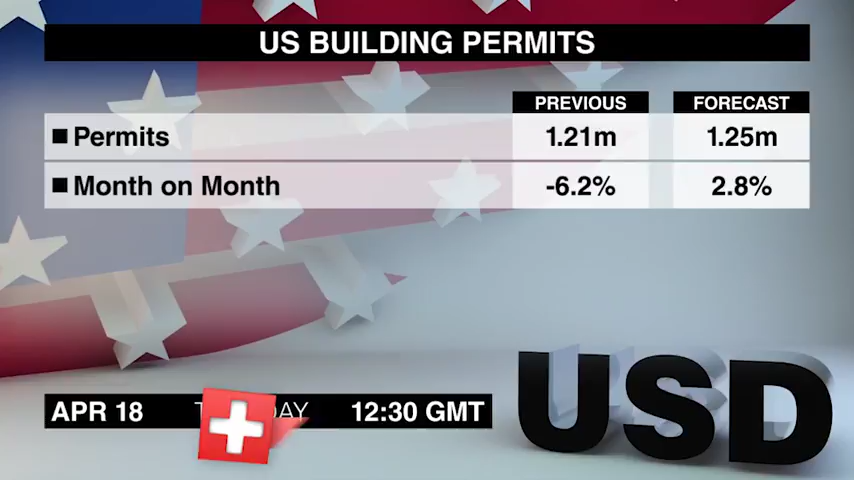 US BUILDING PERMITS
PREVIOUS FORECAST
Permits 1.21m 1.25m
Month on Month -6.2% 2.8%
APR 18 12:30 GMT
USD